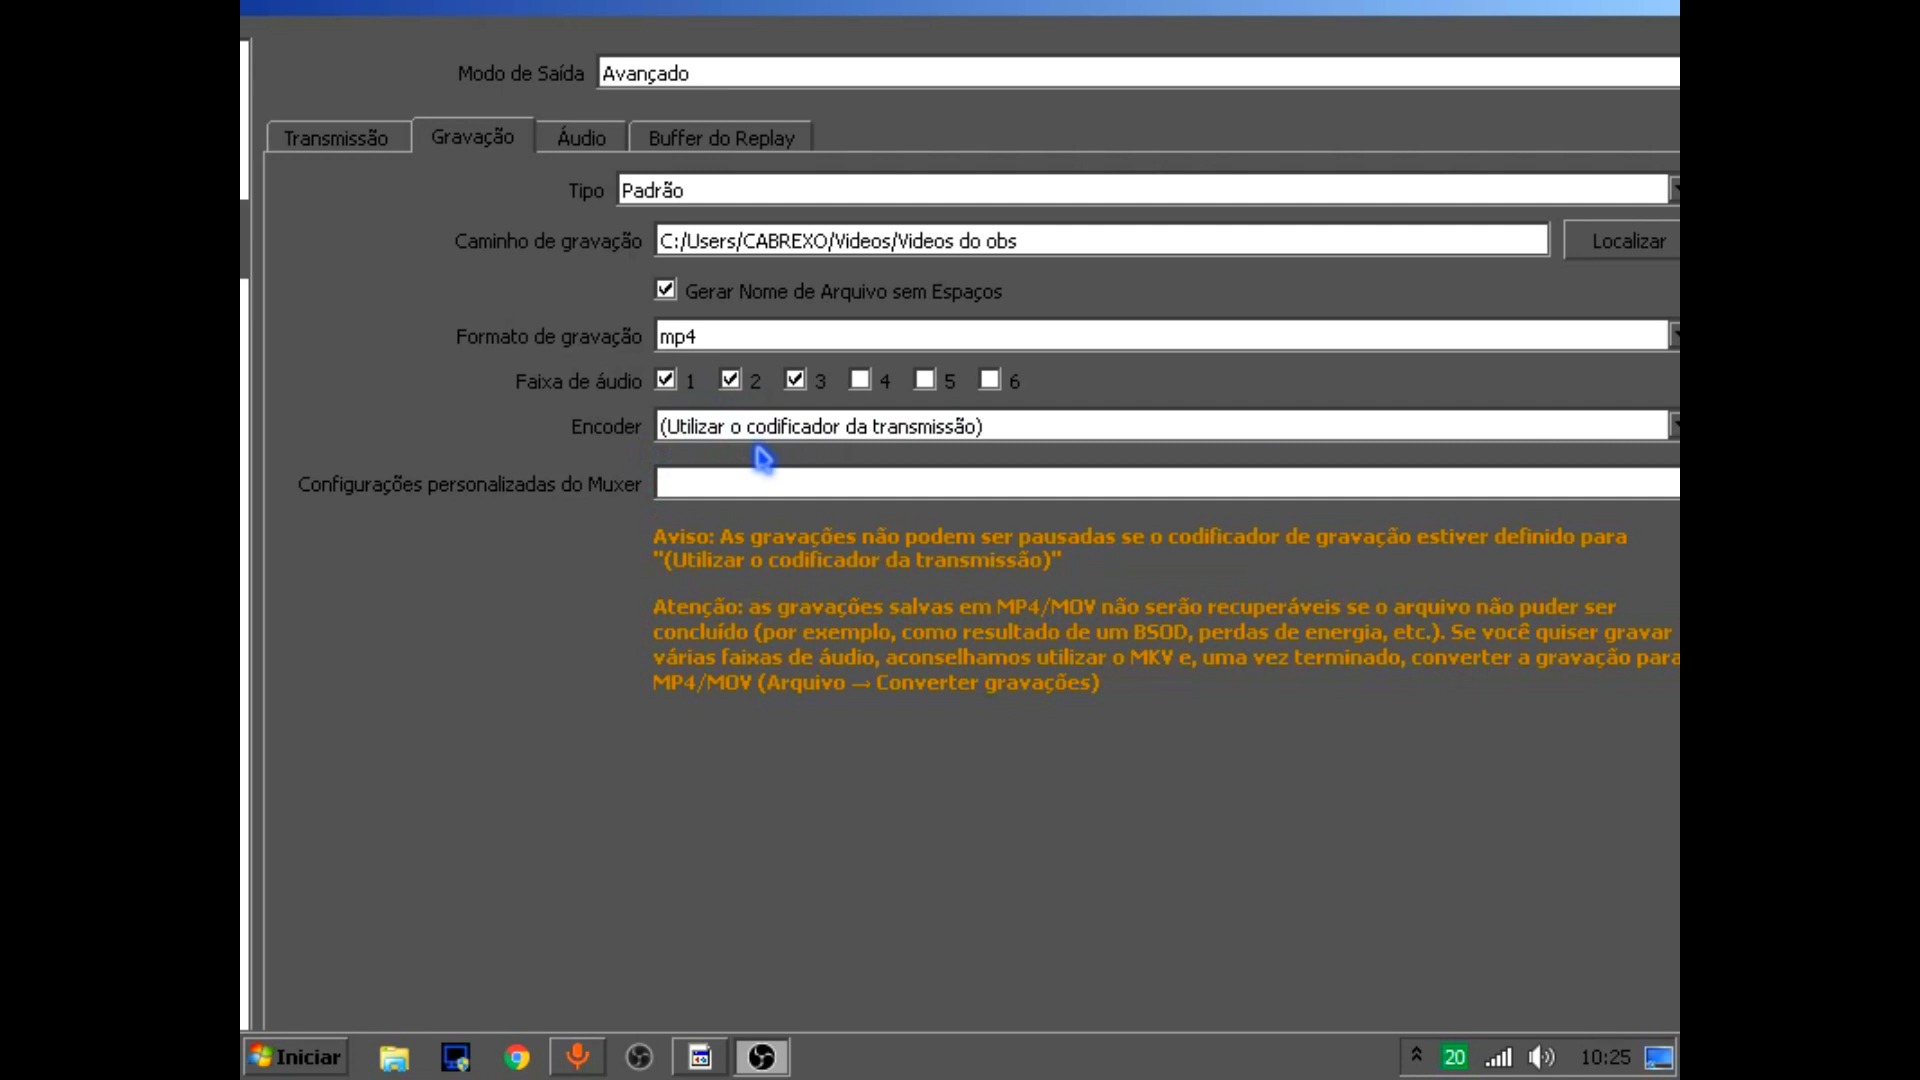 Modo de Saída Avançado
Transmissão Gravação Áudio Buffer do Replay
Tipo Padrão
Caminho de gravação C:/Users/CABREXO/Videos/Videos do obs Localizar
Gerar Nome de Arquivo sem Espaços
Formato de gravação mp4
Faixa de áudio 1 2 3 4 5 6
Encoder (Utilizar o codificador da transmissão)
Configurações personalizadas do Muxer
Aviso: As gravações não podem ser pausadas se o codificador de gravação estiver definido para
"(Utilizar o codificador da transmissão)"
Atenção: as gravações salvas em MP4/MOV não serão recuperáveis se o arquivo não puder ser
concluído (por exemplo, como resultado de um BSOD, perdas de energia, etc.). Se você quiser gravar
várias faixas de áudio, aconselhamos utilizar o MKV e, uma vez terminado, converter a gravação para
MP4/MOV (Arquivo → Converter gravações)
Iniciar 20 10:25